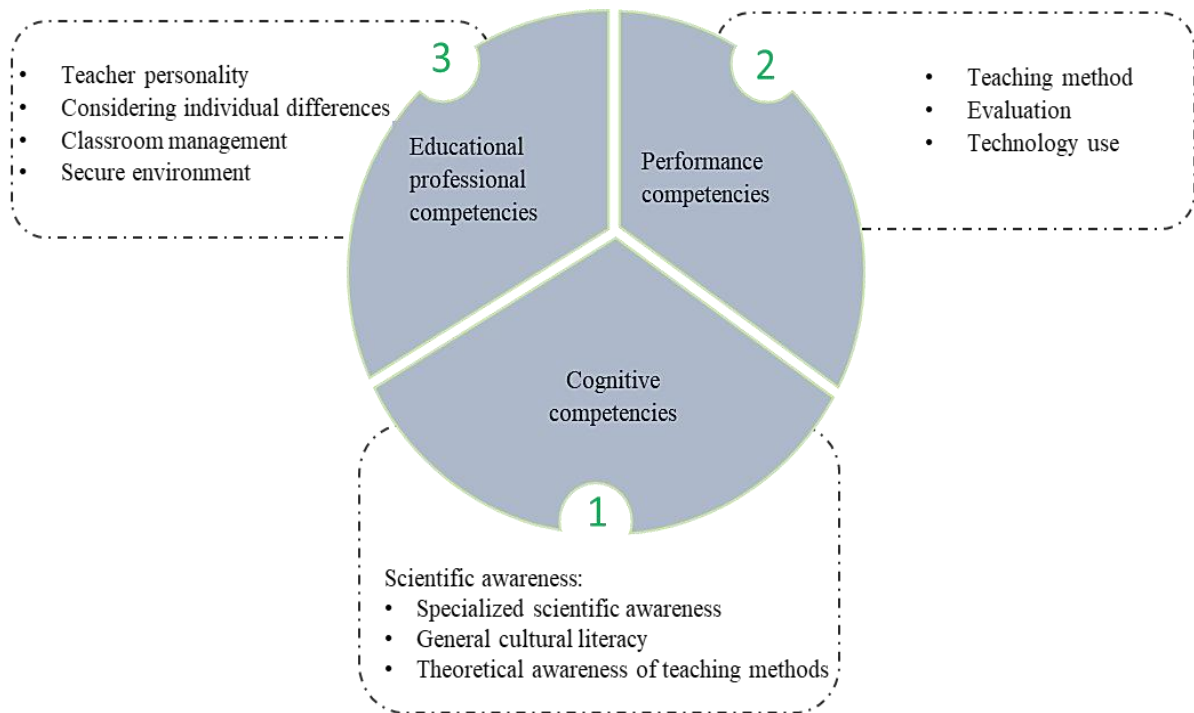 3
• Teacher personality
• Considering individual differences
• Classroom management
• Secure environment
Educational
professional
competencies
2
• Teaching method
• Evaluation
• Technology use
Performance
competencies
Cognitive
competencies
1
Scientific awareness:
• Specialized scientific awareness
• General cultural literacy
• Theoretical awareness of teaching methods